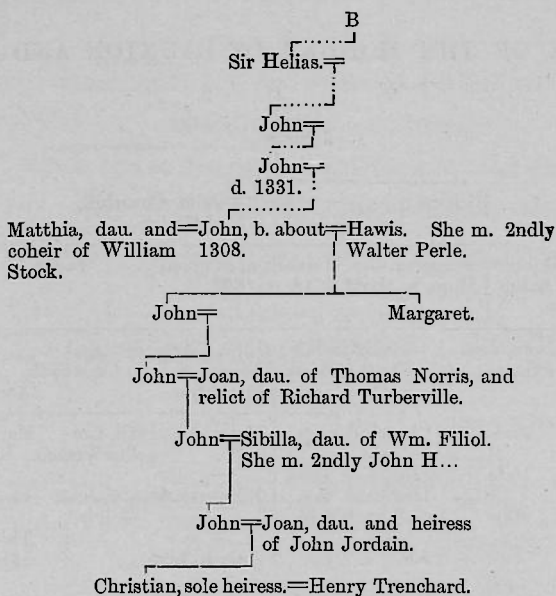 B
Sir Helias.
John
John
d. 1331.
Matthia, dau. and John, b. about Hawis. She m. 2ndly
coheir of William 1308. Walter Perle.
Stock.
John Margaret.
John Joan, dau. of Thomas Norris, and
relict of Richard Turberville.
John Sibilla, dau. of Wm. Filiol.
She m. 2ndly John H...
John Joan, dau. and heiress
of John Jordain.
Christian, sole heiress.=Henry Trenchard.